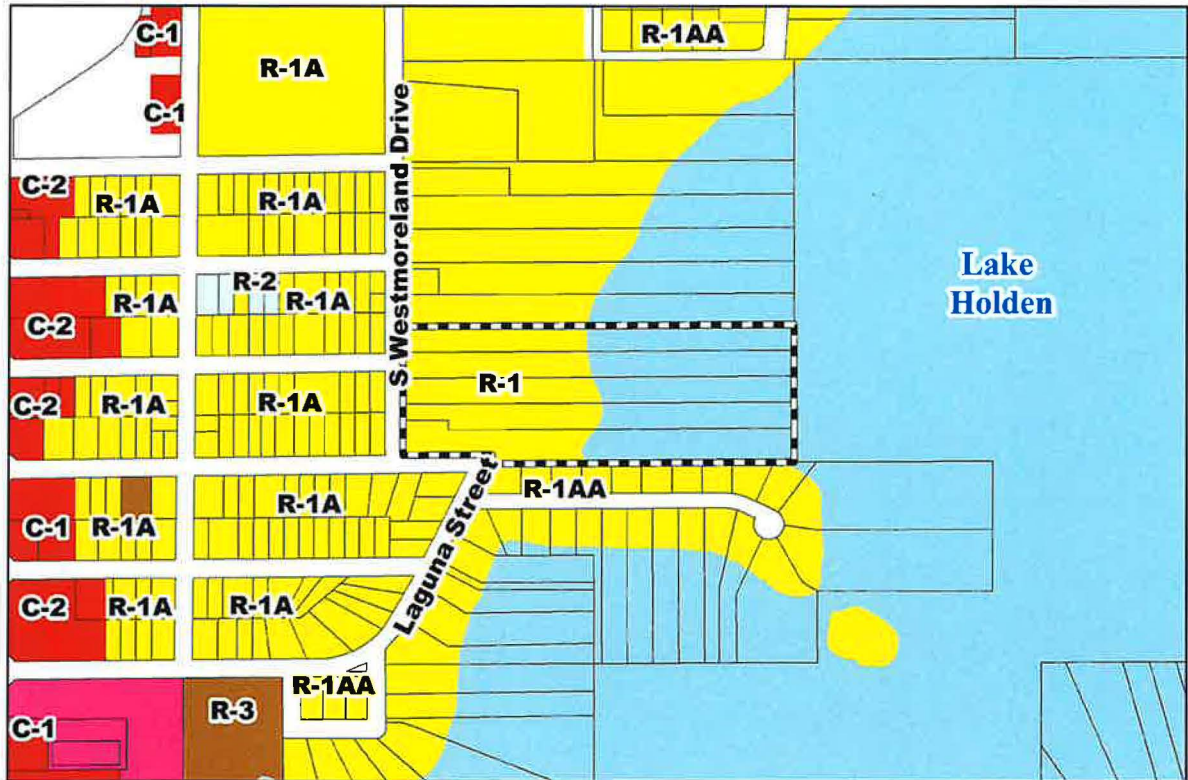 C-1
R-1A
R-1AA
C-1
S Westmoreland Drive
C-2
R-1A
R-1A
Lake
Holden
R-2
R-1A
R-1A
C-2
R-1
C-2
R-1A
R-1A
R-1AA
C-1
R-1A
R-1A
Laguna Street
C-2
R-1A
R-1A
R-1AA
R-3
C-1